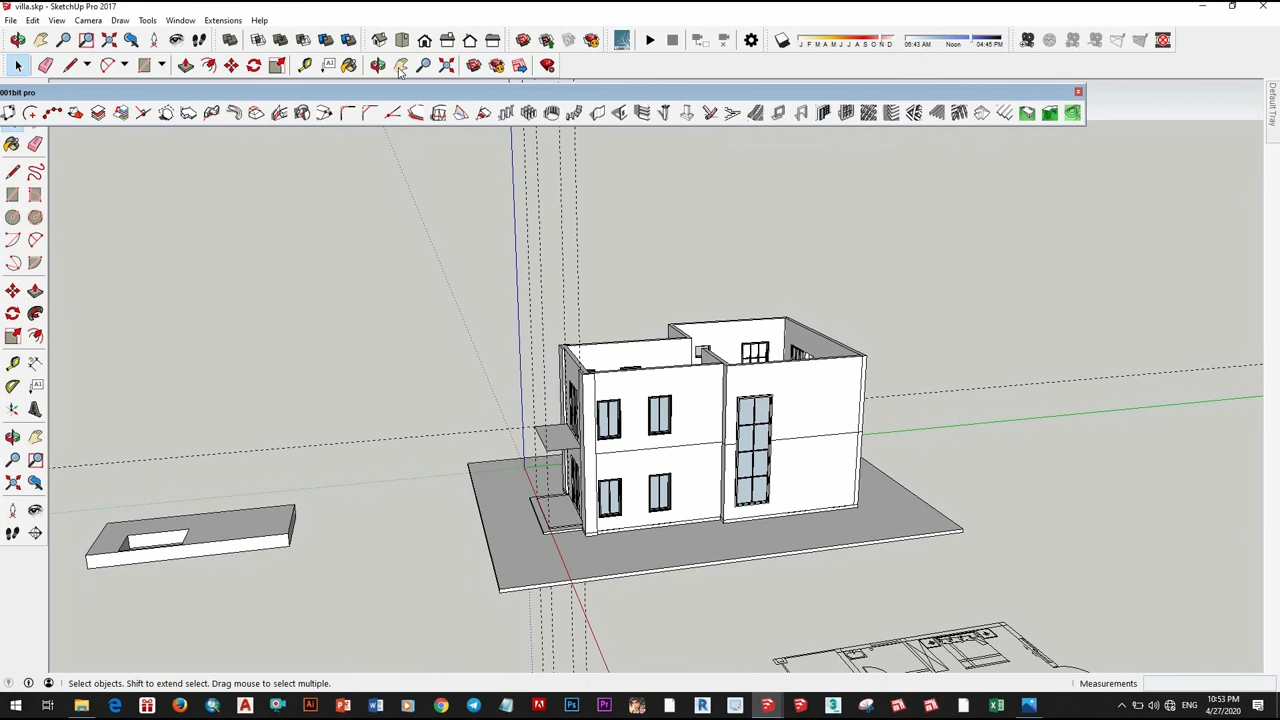 villa.skp - SketchUp Pro 2017
File Edit View Camera Draw Tools Window Extensions Help
J F M A M J J A S O N D
06:43 AM Noon 04:45 PM
001bit pro
Default Tray
Select objects. Shift to extend select. Drag mouse to select multiple.
Measurements
ENG
10:53 PM
4/27/2020